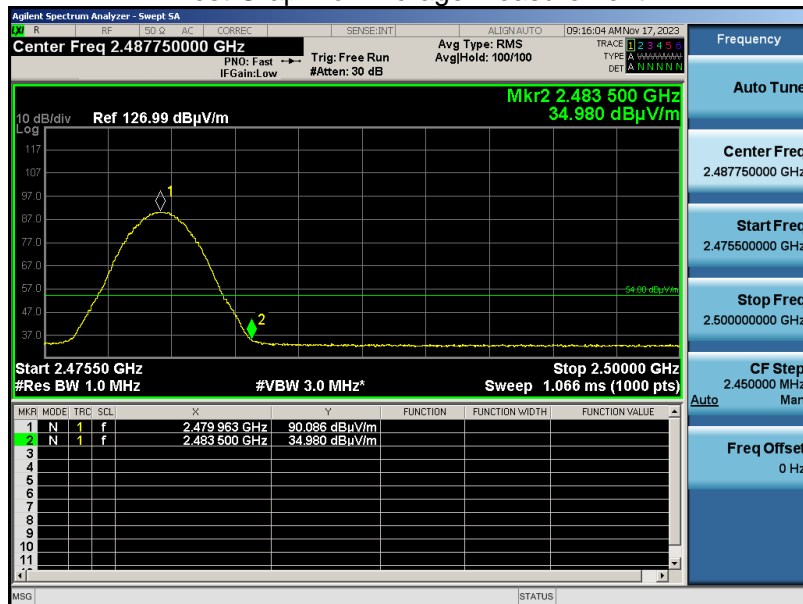 Agilent Spectrum Analyzer - Swept SA
LXI R RF 50 Ω AC CORREC SENSE:INT ALIGN AUTO 09:16:04 AM Nov 17, 2023
Center Freq 2.487750000 GHz
PNO: Fast
IFGain:Low
Trig: Free Run
#Atten: 30 dB
Avg Type: RMS
Avg|Hold: 100/100
TRACE 1 2 3 4 5 6
TYPE A
DET A N N N N N
Mkr2 2.483 500 GHz
34.980 dBµV/m
10 dB/div Ref 126.99 dBµV/m
Log
117
107
97.0
87.0
77.0
67.0
57.0
47.0
37.0
1
2
54.00 dBµV/m
Start 2.47550 GHz Stop 2.50000 GHz
#Res BW 1.0 MHz #VBW 3.0 MHz* Sweep 1.066 ms (1000 pts)
MKR MODE TRC SCL X Y FUNCTION FUNCTION WIDTH FUNCTION VALUE
1 N 1 f 2.479 963 GHz 90.086 dBµV/m
2 N 1 f 2.483 500 GHz 34.980 dBµV/m
3
4
5
6
7
8
9
10
11
MSG STATUS
Frequency
Auto Tune
Center Freq
2.487750000 GHz
Start Freq
2.475500000 GHz
Stop Freq
2.500000000 GHz
CF Step
2.450000 MHz
Auto Man
Freq Offset
0 Hz